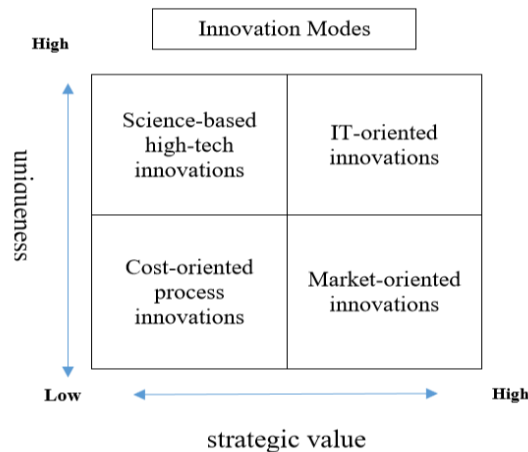 Innovation Modes
High
Science-based
high-tech
innovations
IT-oriented
innovations
uniqueness
Cost-oriented
process
innovations
Market-oriented
innovations
Low
High
strategic value